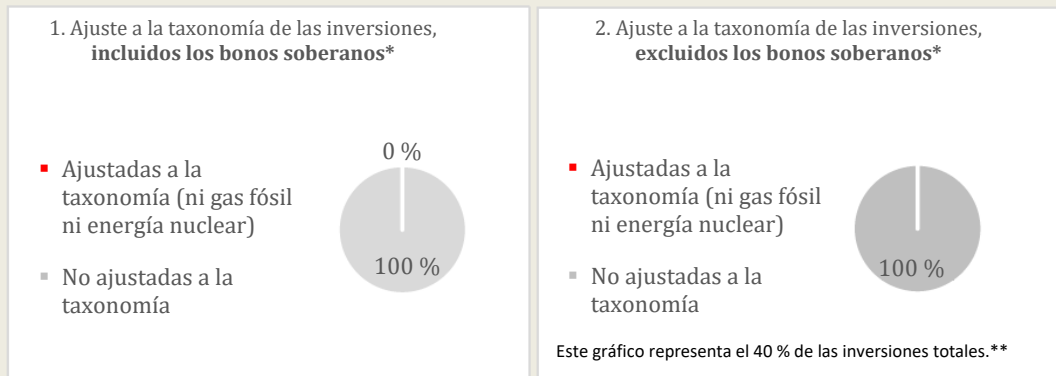 1. Ajuste a la taxonomía de las inversiones,
incluidos los bonos soberanos*
Ajustadas a la
taxonomía (ni gas fósil
ni energía nuclear)
No ajustadas a la
taxonomía
0 %
100 %
2. Ajuste a la taxonomía de las inversiones,
excluidos los bonos soberanos*
Ajustadas a la
taxonomía (ni gas fósil
ni energía nuclear)
No ajustadas a la
taxonomía
100 %
Este gráfico representa el 40 % de las inversiones totales.**